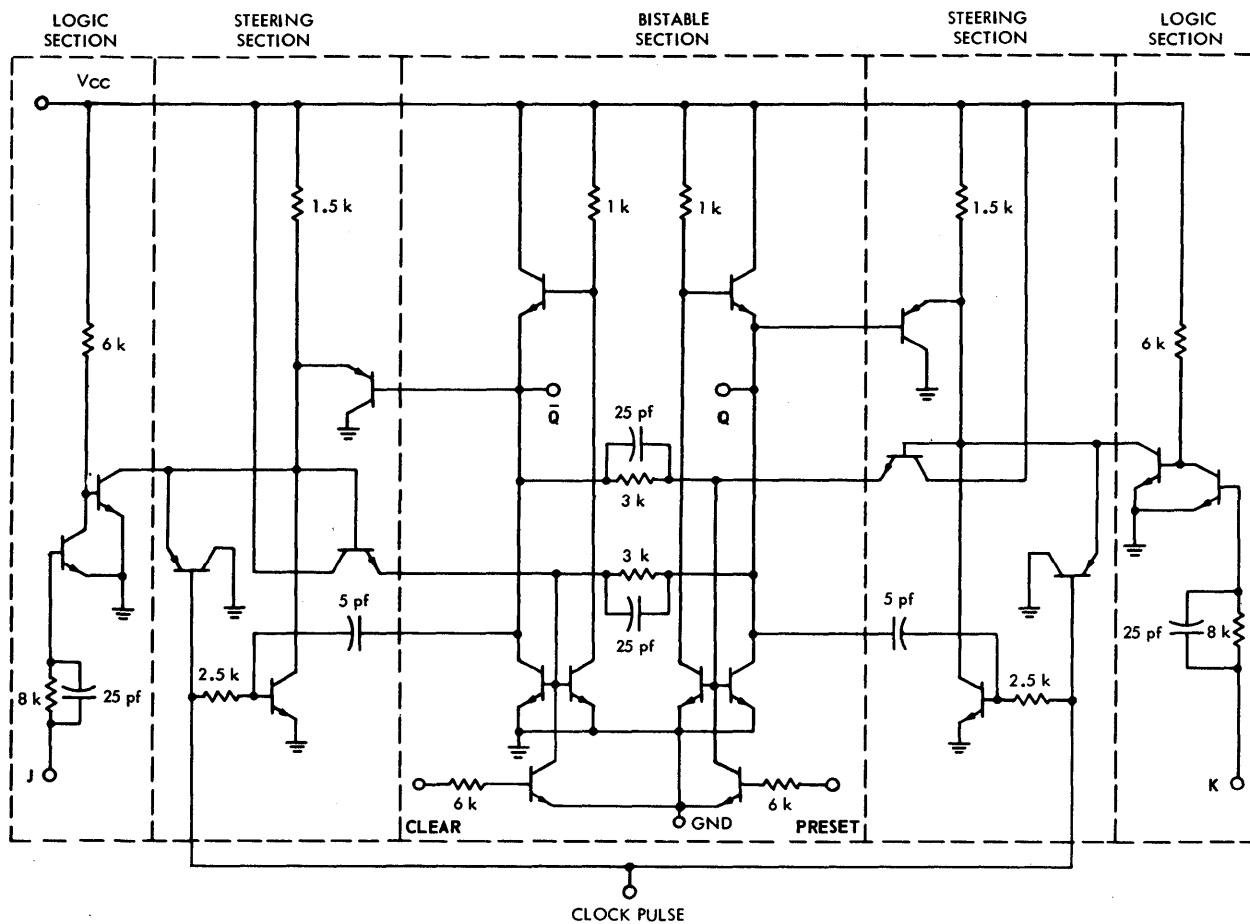 LOGIC
SECTION
STEERING
SECTION
BISTABLE
SECTION
STEERING
SECTION
LOGIC
SECTION
Vcc
1.5 k
1k
1k
1.5 k
6 k
6 k
Q̄
Q
25 pf
3 k
3 k
25 pf
5 pf
5 pf
2.5 k
2.5 k
8 k
25 pf
25 pf
8 k
J
K
6 k
6 k
CLEAR
GND
PRESET
CLOCK PULSE